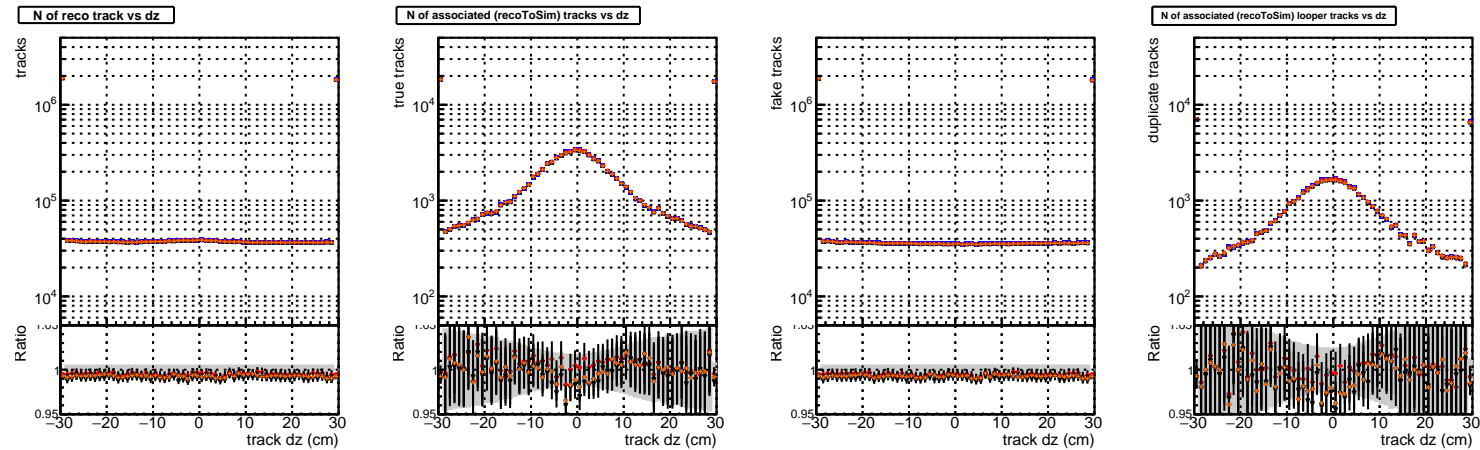 N of reco track vs dz
tracks
10^6
10^5
10^4
Ratio
1
0.95
−30 −20 −10 0 10 20 30
track dz (cm)
N of associated (recoToSim) tracks vs dz
true tracks
10^4
10^3
10^2
Ratio
1
0.95
−30 −20 −10 0 10 20 30
track dz (cm)
fake tracks
10^6
10^5
10^4
Ratio
1
0.95
−30 −20 −10 0 10 20 30
track dz (cm)
N of associated (recoToSim) looper tracks vs dz
duplicate tracks
10^4
10^3
10^2
Ratio
1
0.95
−30 −20 −10 0 10 20 30
track dz (cm)